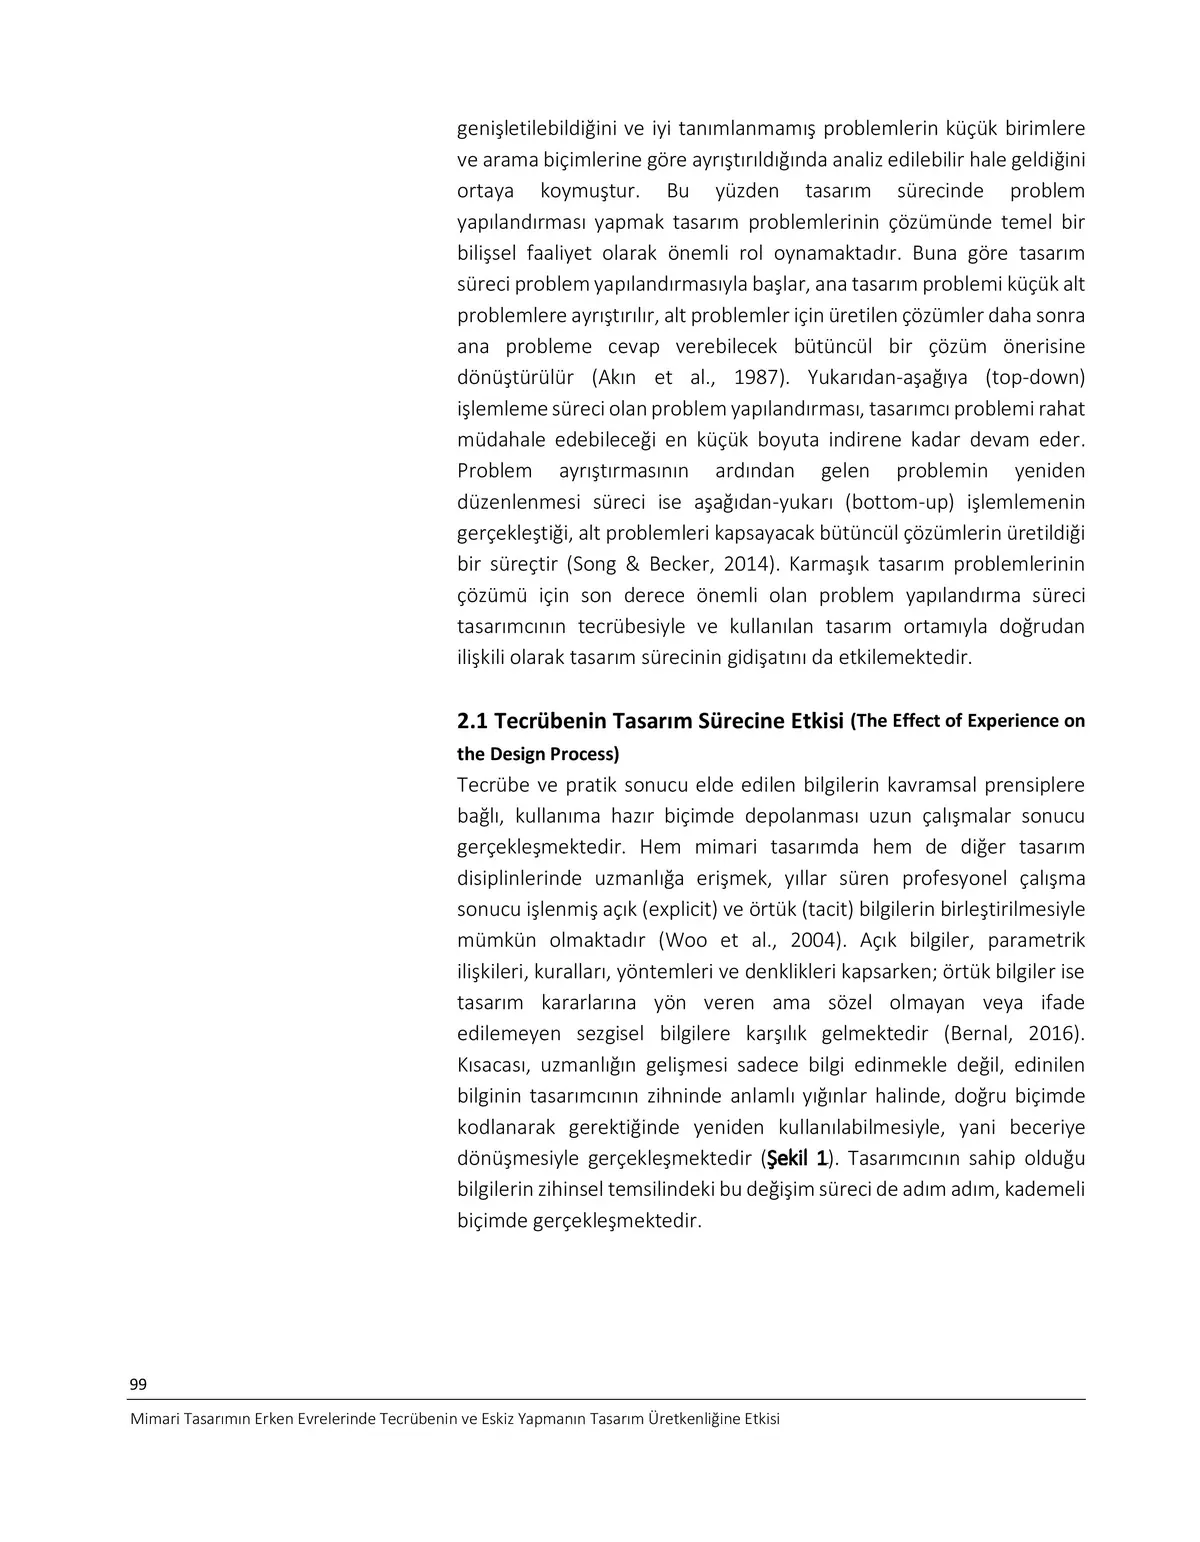 genişletilebildiğini ve iyi tanımlanmamış problemlerin küçük birimlere
ve arama biçimlerine göre ayrıştırıldığında analiz edilebilir hale geldiğini
ortaya koymuştur. Bu yüzden tasarım sürecinde problem
yapılandırması yapmak tasarım problemlerinin çözümünde temel bir
bilişsel faaliyet olarak önemli rol oynamaktadır. Buna göre tasarım
süreci problem yapılandırmasıyla başlar, ana tasarım problemi küçük alt
problemlere ayrıştırılır, alt problemler için üretilen çözümler daha sonra
ana probleme cevap verebilecek bütüncül bir çözüm önerisine
dönüştürülür (Akın et al., 1987). Yukarıdan-aşağıya (top-down)
işlemleme süreci olan problem yapılandırması, tasarımcı problemi rahat
müdahale edebileceği en küçük boyuta indirene kadar devam eder.
Problem ayrıştırmasının ardından gelen problemin yeniden
düzenlenmesi süreci ise aşağıdan-yukarı (bottom-up) işlemlemenin
gerçekleştiği, alt problemleri kapsayacak bütüncül çözümlerin üretildiği
bir süreçtir (Song & Becker, 2014). Karmaşık tasarım problemlerinin
çözümü için son derece önemli olan problem yapılandırma süreci
tasarımcının tecrübesiyle ve kullanılan tasarım ortamıyla doğrudan
ilişkili olarak tasarım sürecinin gidişatını da etkilemektedir.
2.1 Tecrübenin Tasarım Sürecine Etkisi (The Effect of Experience on
the Design Process)
Tecrübe ve pratik sonucu elde edilen bilgilerin kavramsal prensiplere
bağlı, kullanıma hazır biçimde depolanması uzun çalışmalar sonucu
gerçekleşmektedir. Hem mimari tasarımda hem de diğer tasarım
disiplinlerinde uzmanlığa erişmek, yıllar süren profesyonel çalışma
sonucu işlenmiş açık (explicit) ve örtük (tacit) bilgilerin birleştirilmesiyle
mümkün olmaktadır (Woo et al., 2004). Açık bilgiler, parametrik
ilişkileri, kuralları, yöntemleri ve denklikleri kapsarken; örtük bilgiler ise
tasarım kararlarına yön veren ama sözel olmayan veya ifade
edilemeyen sezgisel bilgilere karşılık gelmektedir (Bernal, 2016).
Kısacası, uzmanlığın gelişmesi sadece bilgi edinmekle değil, edinilen
bilginin tasarımcının zihninde anlamlı yığınlar halinde, doğru biçimde
kodlanarak gerektiğinde yeniden kullanılabilmesiyle, yani beceriye
dönüşmesiyle gerçekleşmektedir (Şekil 1). Tasarımcının sahip olduğu
bilgilerin zihinsel temsilindeki bu değişim süreci de adım adım, kademeli
biçimde gerçekleşmektedir.
99
Mimari Tasarımın Erken Evrelerinde Tecrübenin ve Eskiz Yapmanın Tasarım Üretkenliğine Etkisi